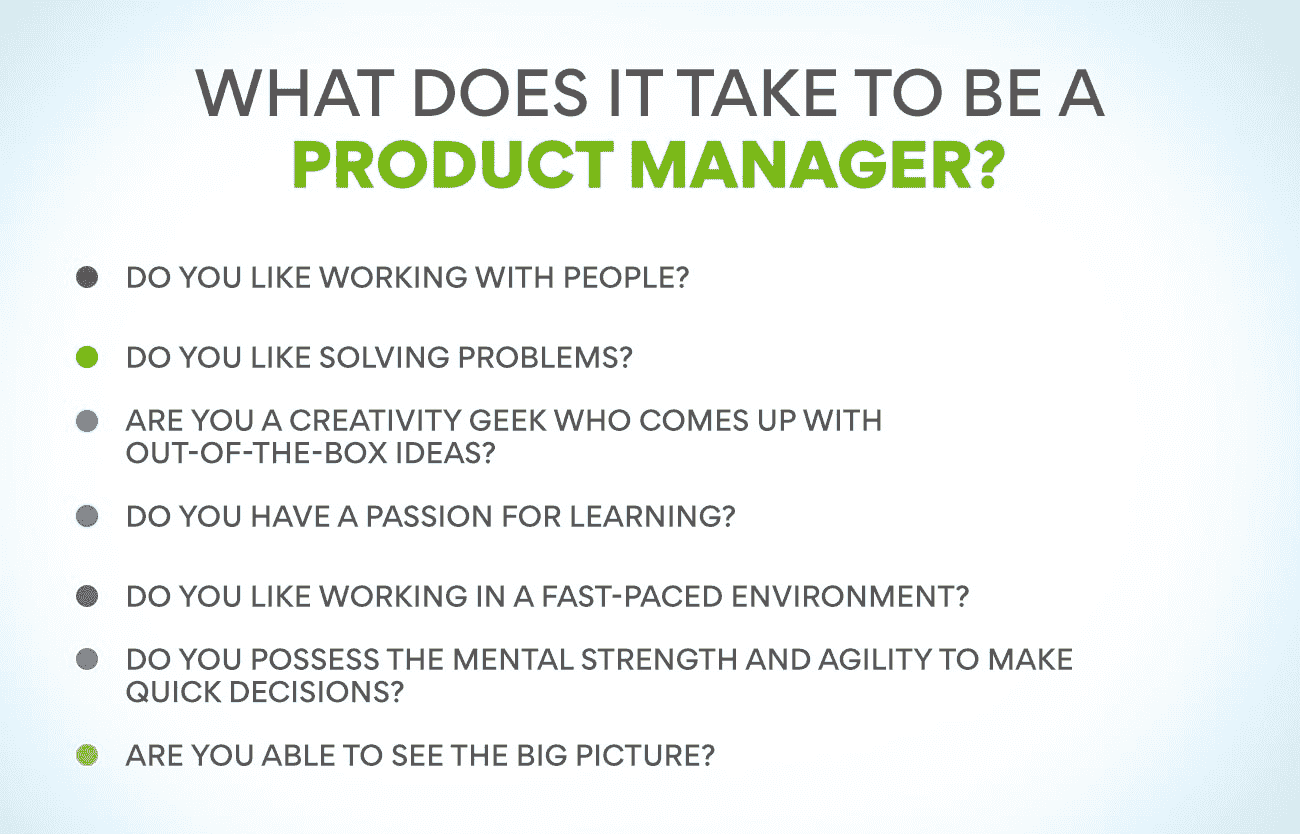 WHAT DOES IT TAKE TO BE A
PRODUCT MANAGER?
DO YOU LIKE WORKING WITH PEOPLE?
DO YOU LIKE SOLVING PROBLEMS?
ARE YOU A CREATIVITY GEEK WHO COMES UP WITH
OUT-OF-THE-BOX IDEAS?
DO YOU HAVE A PASSION FOR LEARNING?
DO YOU LIKE WORKING IN A FAST-PACED ENVIRONMENT?
DO YOU POSSESS THE MENTAL STRENGTH AND AGILITY TO MAKE
QUICK DECISIONS?
ARE YOU ABLE TO SEE THE BIG PICTURE?